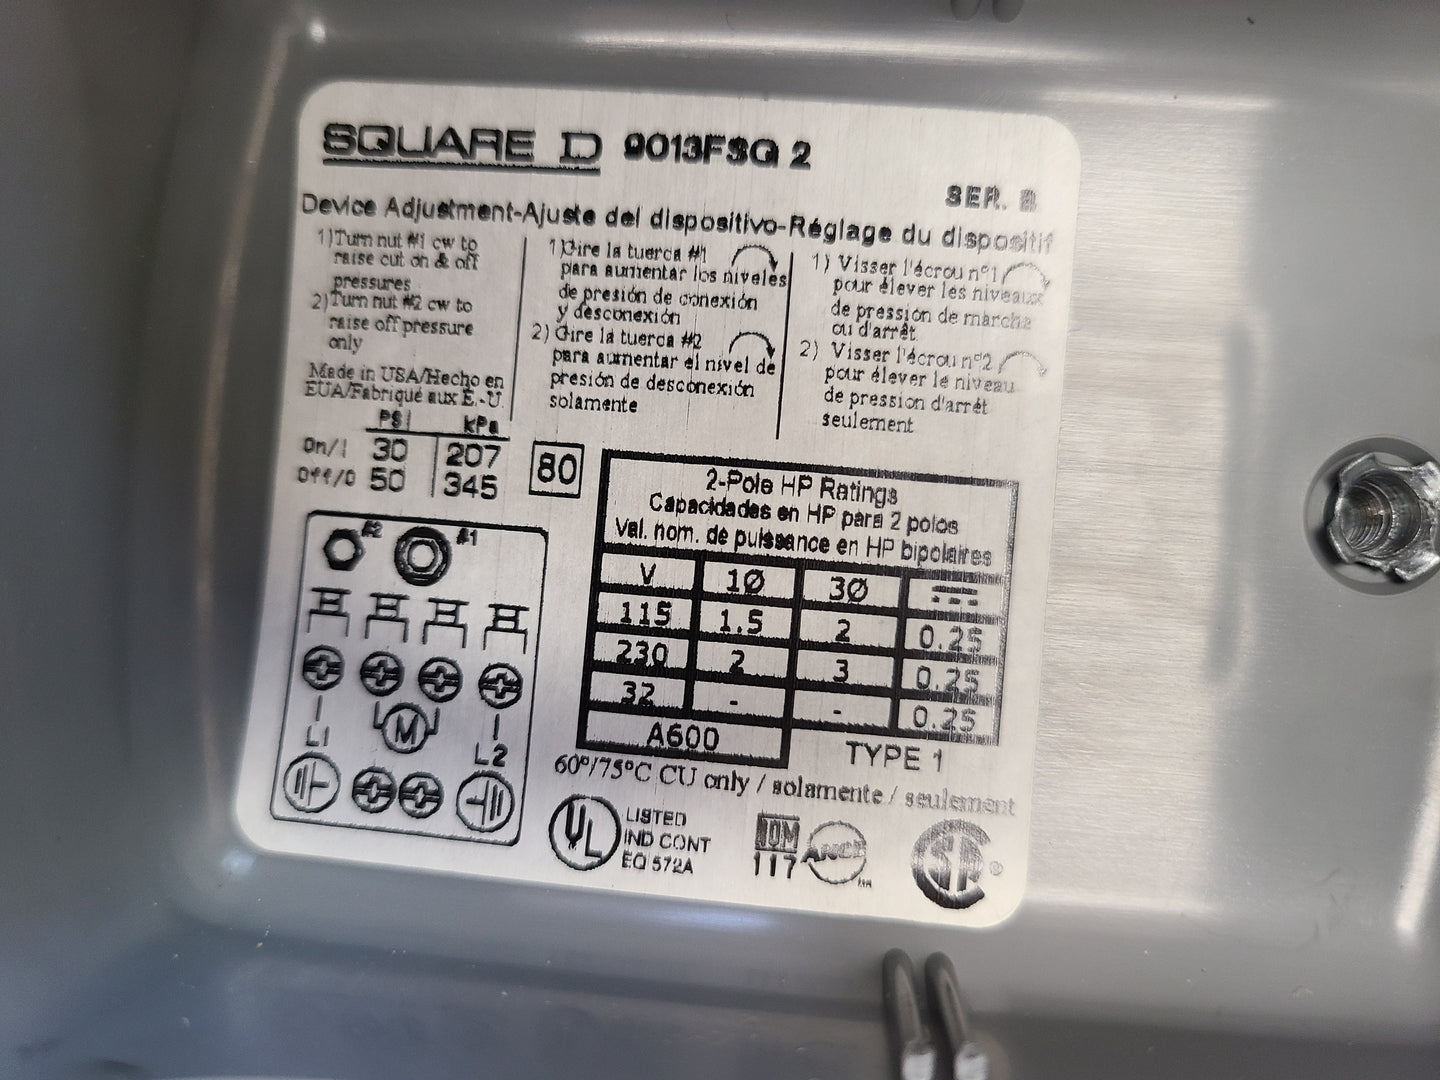 SQUARE D 9013FSG 2
SER. B
Device Adjustment-Ajuste del dispositivo-Réglage du dispositif
1)Turn nut #1 cw to
raise cut on & off
pressures
2)Turn nut #2 cw to
raise off pressure
only
Made in USA/Hecho en
EUA/Fabriqué aux E.-U.
1)Gire la tuerca #1
para aumentar los niveles
de presión de conexión
y desconexión
2) Gire la tuerca #2
para aumentar el nivel de
presión de desconexión
solamente
1) Visser l'écrou nº1
pour élever les niveaux
de pression de marche
ou d'arrêt
2) Visser l'écrou nº2
pour élever le niveau
de pression d'arrêt
seulement
PSI kPa
On/I 30 207
Off/O 50 345
80
#2 #1
M
L1 L2
2-Pole HP Ratings
Capacidades en HP para 2 polos
Val. nom. de puissance en HP bipolaires
V 1Ø 3Ø
115 1.5 2 0.25
230 2 3 0.25
32 - - 0.25
A600 TYPE 1
60º/75ºC CU only / solamente / seulement
UL LISTED
IND CONT
EQ 572A
117 ANCE
SA®